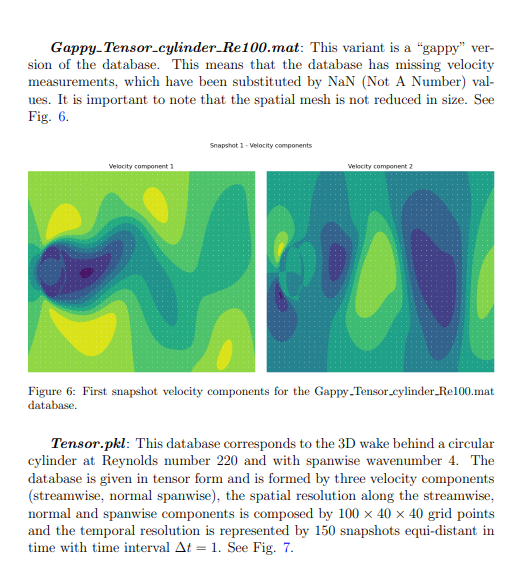 Gappy_Tensor_cylinder_Re100.mat: This variant is a “gappy” ver-
sion of the database. This means that the database has missing velocity
measurements, which have been substituted by NaN (Not A Number) val-
ues. It is important to note that the spatial mesh is not reduced in size. See
Fig. 6.
Snapshot 1 - Velocity components
Velocity component 1
Velocity component 2
Figure 6: First snapshot velocity components for the Gappy_Tensor_cylinder_Re100.mat
database.
Tensor.pkl: This database corresponds to the 3D wake behind a circular
cylinder at Reynolds number 220 and with spanwise wavenumber 4. The
database is given in tensor form and is formed by three velocity components
(streamwise, normal spanwise), the spatial resolution along the streamwise,
normal and spanwise components is composed by 100 × 40 × 40 grid points
and the temporal resolution is represented by 150 snapshots equi-distant in
time with time interval Δt = 1. See Fig. 7.